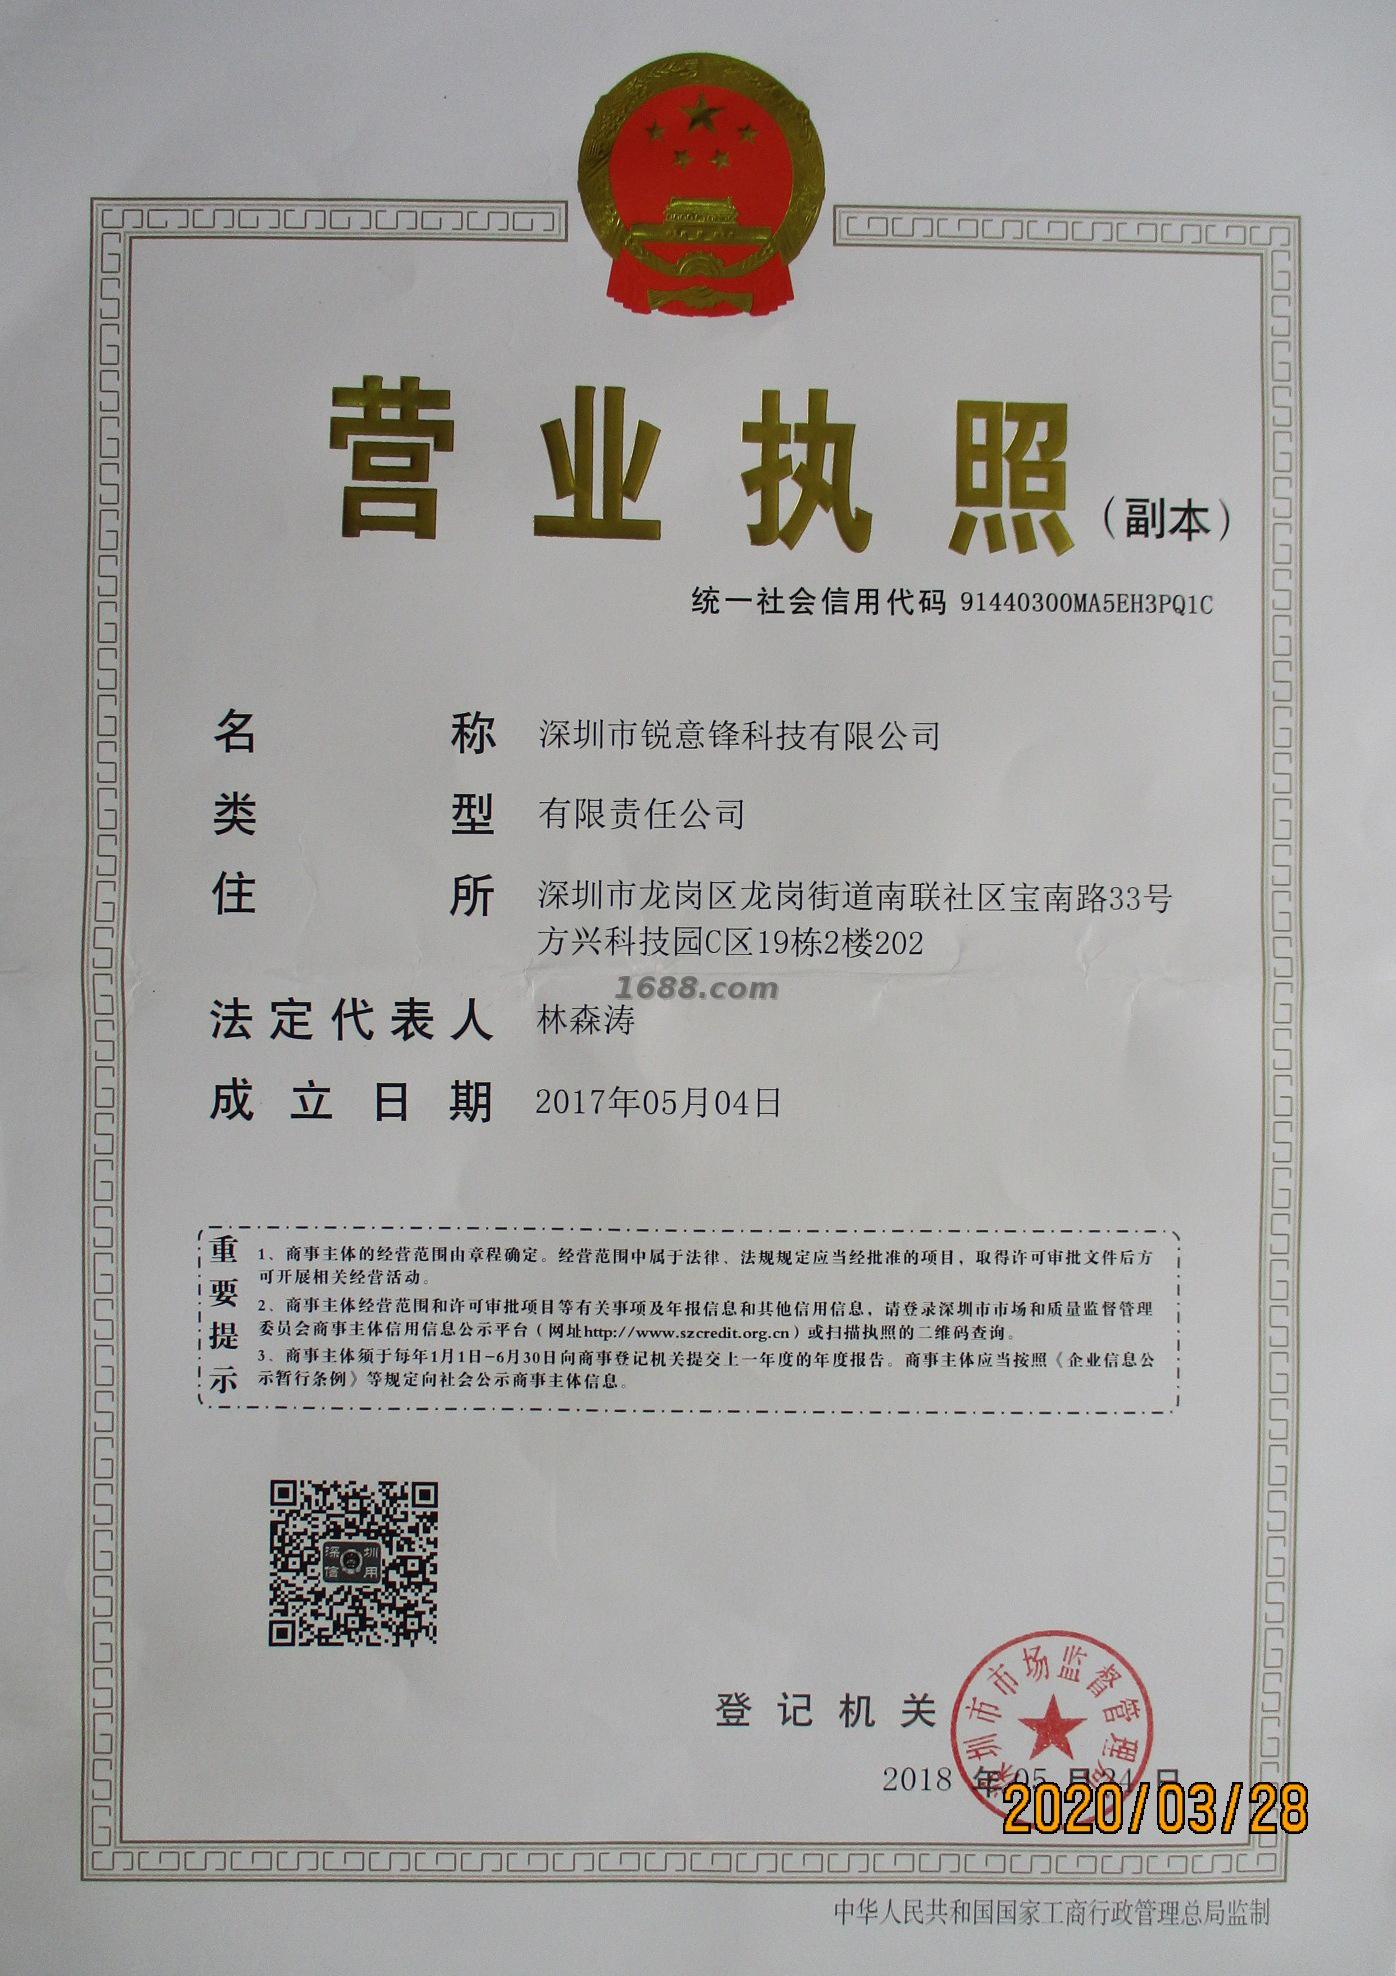 营业执照（副本）
统一社会信用代码 91440300MA5EH3PQ1C
名称 深圳市锐意锋科技有限公司
类型 有限责任公司
住所 深圳市龙岗区龙岗街道南联社区宝南路33号
方兴科技园C区19栋2楼202
1688.com
法定代表人 林森涛
成立日期 2017年05月04日
重要提示
1、商事主体的经营范围由章程确定。经营范围中属于法律、法规规定应当经批准的项目，取得许可审批文件后方
可开展相关经营活动。
2、商事主体经营范围和许可审批项目等有关事项及年报信息和其他信用信息，请登录深圳市市场和质量监督管理
委员会商事主体信用信息公示平台（网址http://www.szcredit.org.cn）或扫描执照的二维码查询。
3、商事主体须于每年1月1日-6月30日向商事登记机关提交上一年度的年度报告。商事主体应当按照《企业信息公
示暂行条例》等规定向社会公示商事主体信息。
深圳
信用
登记机关
深圳市市场监督管理局
2018年05月24日
2020/03/28
中华人民共和国国家工商行政管理总局监制